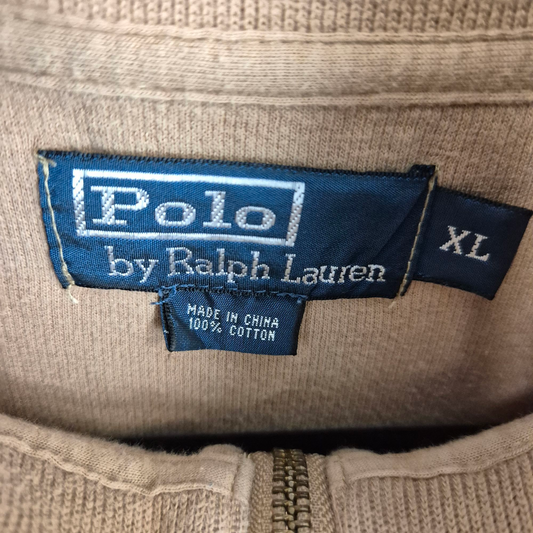 Polo
by Ralph Lauren
XL
MADE IN CHINA
100% COTTON